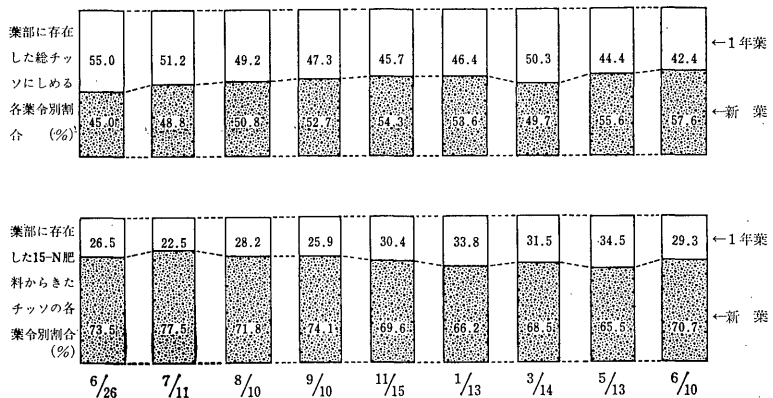 葉部に存在
した総チッ
ソにしめる
各葉令別割
合 (%)
55.0 51.2 49.2 47.3 45.7 46.4 50.3 44.4 42.4
←1年葉
45.0 48.8 50.8 52.7 54.3 53.6 49.7 55.6 57.6
←新 葉
葉部に存在
した15-N肥
料からきた
チッソの各
葉令別割合
(%)
26.5 22.5 28.2 25.9 30.4 33.8 31.5 34.5 29.3
←1年葉
73.5 77.5 71.8 74.1 69.6 66.2 68.5 65.5 70.7
←新 葉
6/26 7/11 8/10 9/10 11/15 1/13 3/14 5/13 6/10